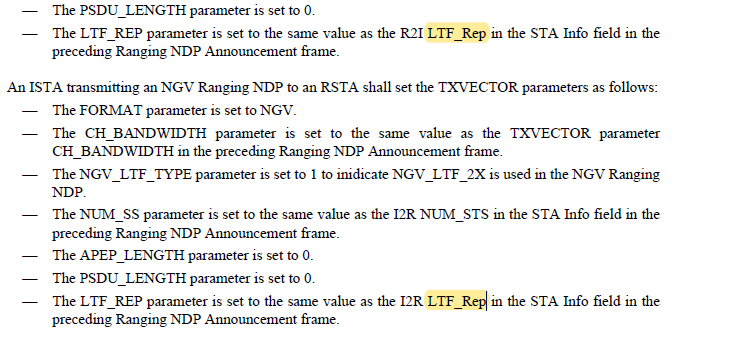 — The PSDU_LENGTH parameter is set to 0.
— The LTF_REP parameter is set to the same value as the R2I LTF_Rep in the STA Info field in the
preceding Ranging NDP Announcement frame.
An ISTA transmitting an NGV Ranging NDP to an RSTA shall set the TXVECTOR parameters as follows:
— The FORMAT parameter is set to NGV.
— The CH_BANDWIDTH parameter is set to the same value as the TXVECTOR parameter
CH_BANDWIDTH in the preceding Ranging NDP Announcement frame.
— The NGV_LTF_TYPE parameter is set to 1 to inidicate NGV_LTF_2X is used in the NGV Ranging
NDP.
— The NUM_SS parameter is set to the same value as the I2R NUM_STS in the STA Info field in the
preceding Ranging NDP Announcement frame.
— The APEP_LENGTH parameter is set to 0.
— The PSDU_LENGTH parameter is set to 0.
— The LTF_REP parameter is set to the same value as the I2R LTF_Rep in the STA Info field in the
preceding Ranging NDP Announcement frame.